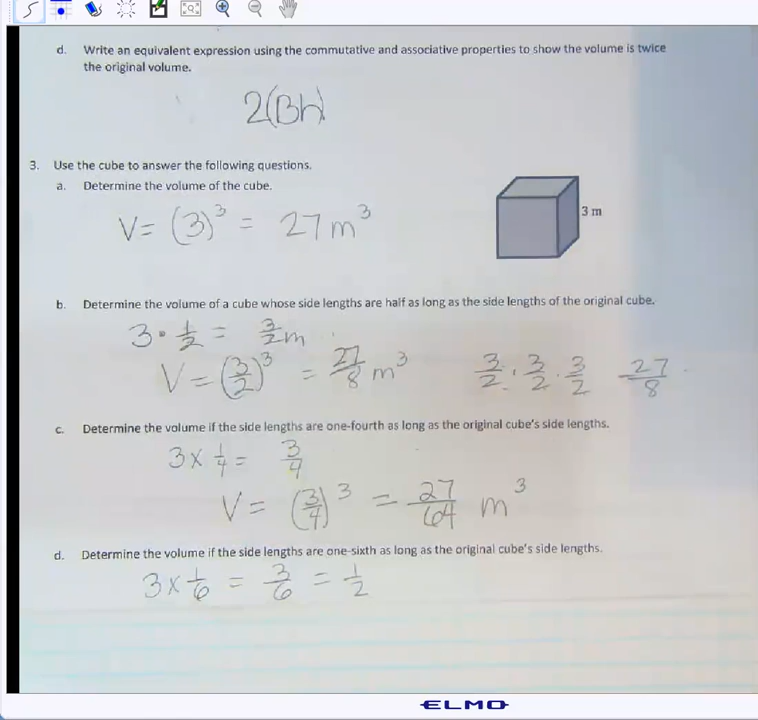 d. Write an equivalent expression using the commutative and associative properties to show the volume is twice
the original volume.
2(Bh)
3. Use the cube to answer the following questions.
a. Determine the volume of the cube.
3 m
V = (3)³ = 27 m³
b. Determine the volume of a cube whose side lengths are half as long as the side lengths of the original cube.
3 · 1/2 = 3/2 m
V = (3/2)³ = 27/8 m³ 3/2 · 3/2 · 3/2 27/8
c. Determine the volume if the side lengths are one-fourth as long as the original cube's side lengths.
3 x 1/4 = 3/4
V = (3/4)³ = 27/64 m³
d. Determine the volume if the side lengths are one-sixth as long as the original cube's side lengths.
3 x 1/6 = 3/6 = 1/2
ELMO